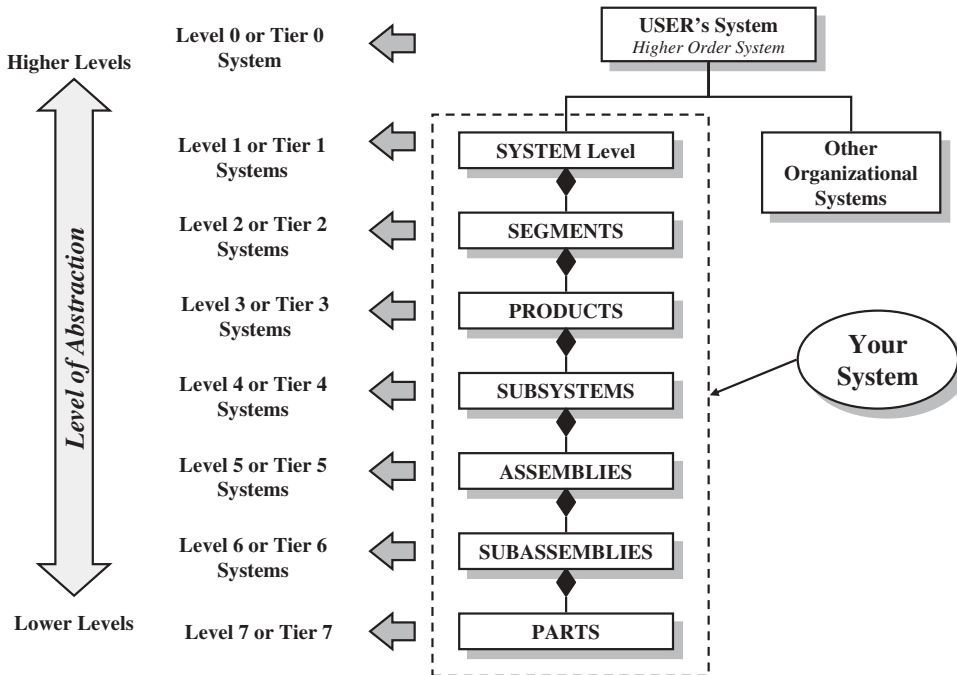 USER's System
Higher Order System
Level 0 or Tier 0
System
Higher Levels
Level 1 or Tier 1
Systems
SYSTEM Level
Other
Organizational
Systems
Level 2 or Tier 2
Systems
SEGMENTS
Level 3 or Tier 3
Systems
PRODUCTS
Your
System
Level of Abstraction
Level 4 or Tier 4
Systems
SUBSYSTEMS
Level 5 or Tier 5
Systems
ASSEMBLIES
Level 6 or Tier 6
Systems
SUBASSEMBLIES
Lower Levels
Level 7 or Tier 7
PARTS